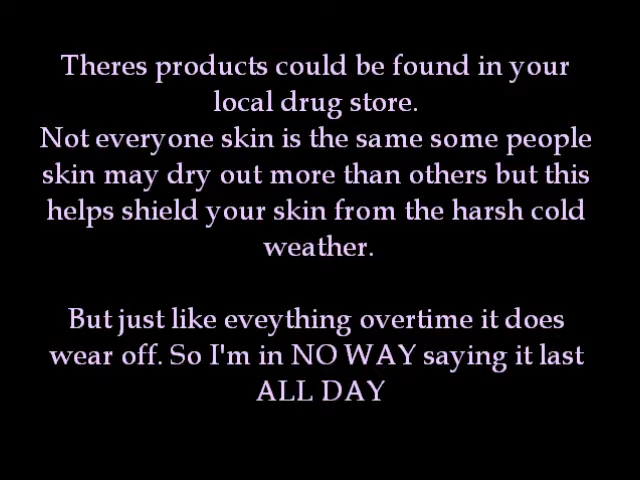 Theres products could be found in your
local drug store.
Not everyone skin is the same some people
skin may dry out more than others but this
helps shield your skin from the harsh cold
weather.
But just like eveything overtime it does
wear off. So I'm in NO WAY saying it last
ALL DAY